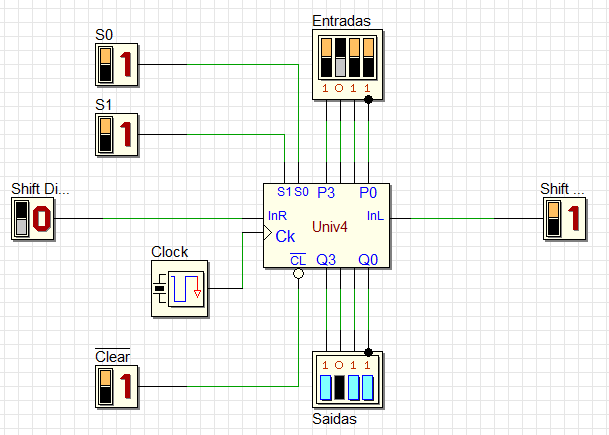 Entradas
S0
1
1 0 1 1
S1
1
S1 S0 P3 P0
Shift Di...
0
Shift ...
1
InR
InL
Univ4
Ck
Clock
CL
Q3 Q0
Clear
1
1 0 1 1
Saidas